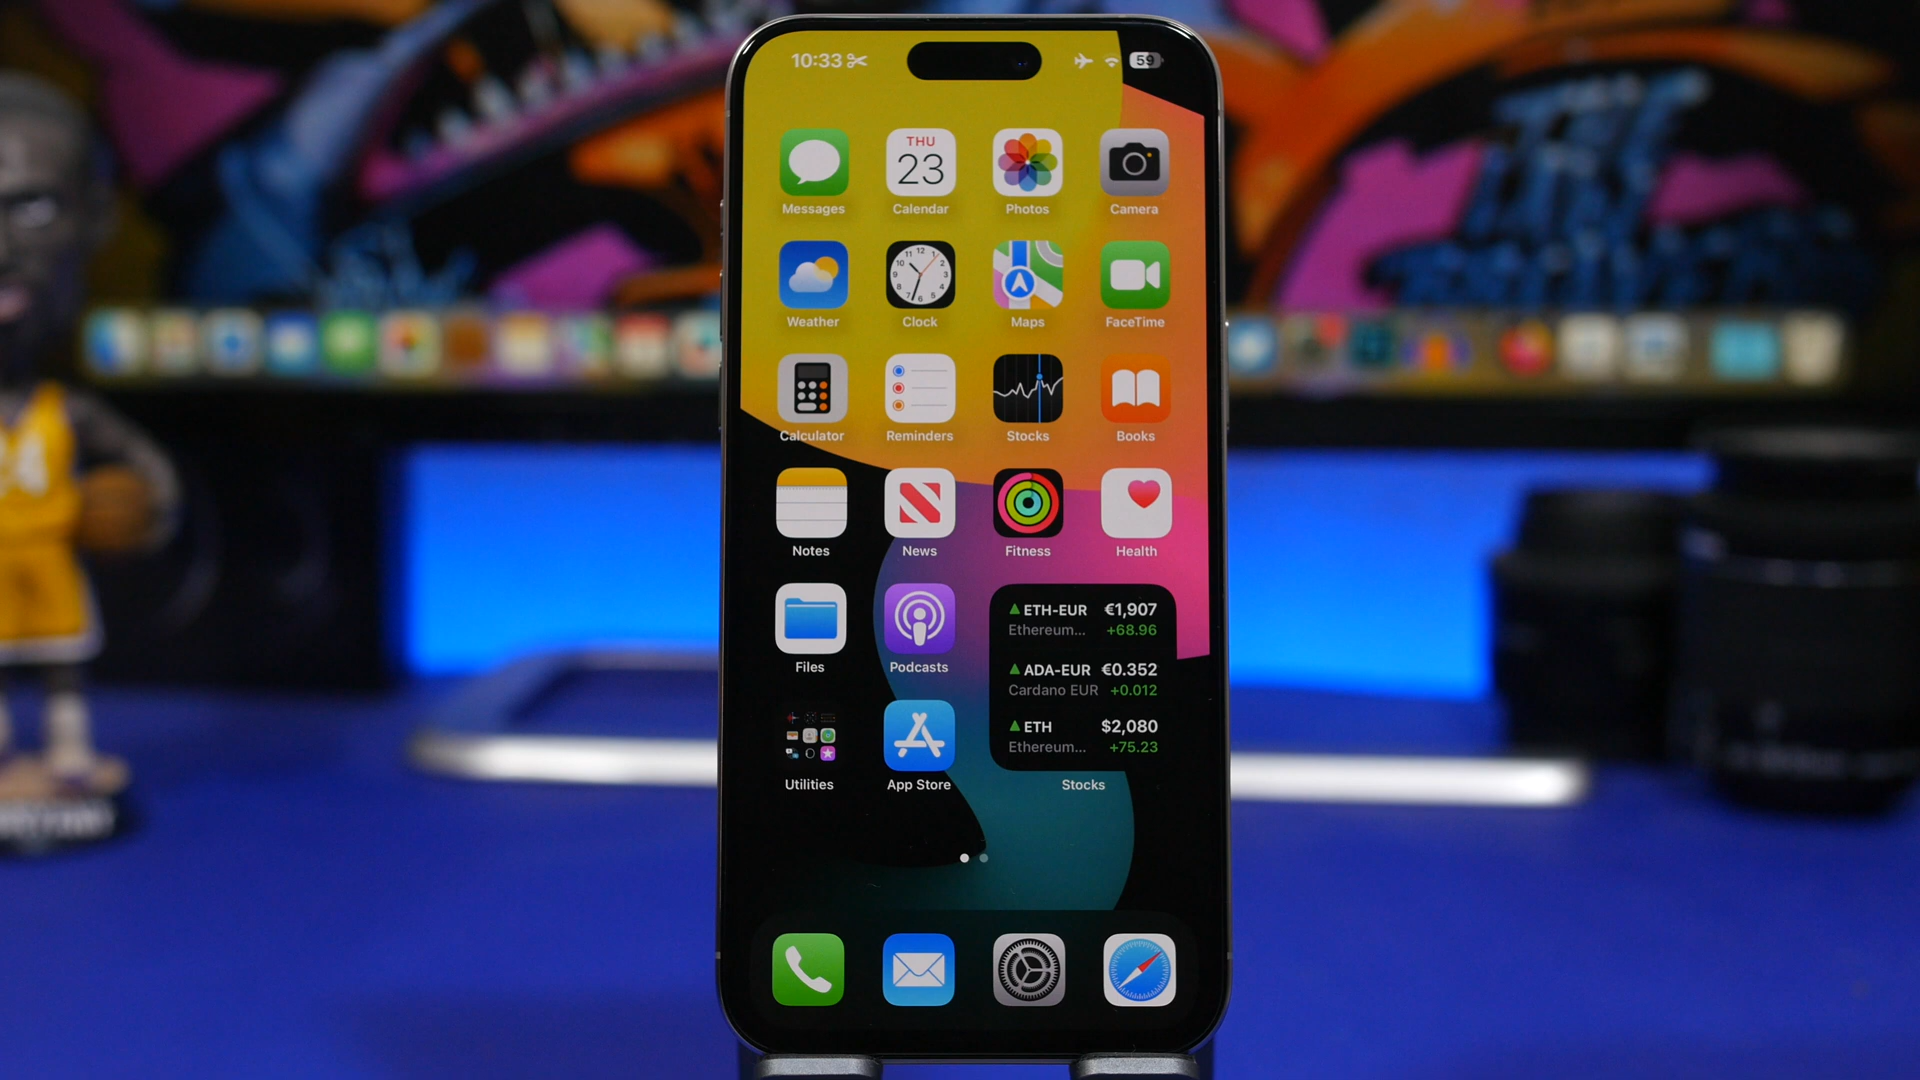 10:33 59
THU
23
Messages Calendar Photos Camera
Weather Clock Maps FaceTime
Calculator Reminders Stocks Books
Notes News Fitness Health
Files Podcasts
ETH-EUR €1,907
Ethereum... +68.96
ADA-EUR €0.352
Cardano EUR +0.012
ETH $2,080
Ethereum... +75.23
Utilities App Store Stocks
24